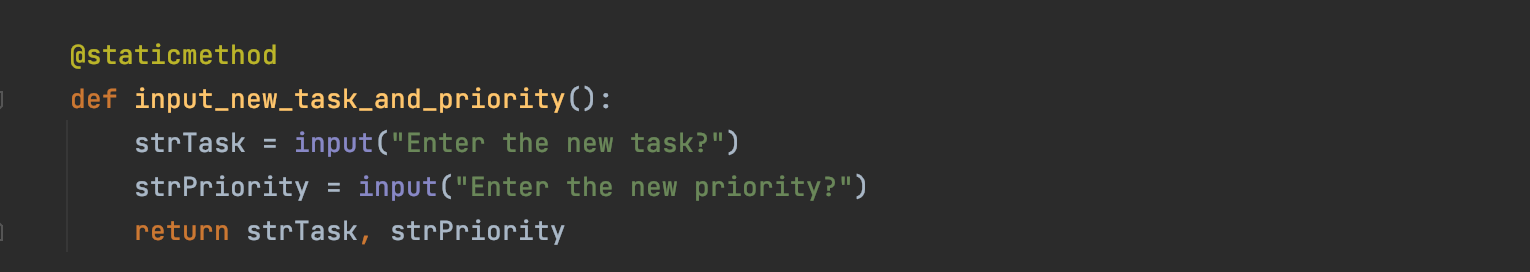 @staticmethod
def input_new_task_and_priority():
    strTask = input("Enter the new task?")
    strPriority = input("Enter the new priority?")
    return strTask, strPriority